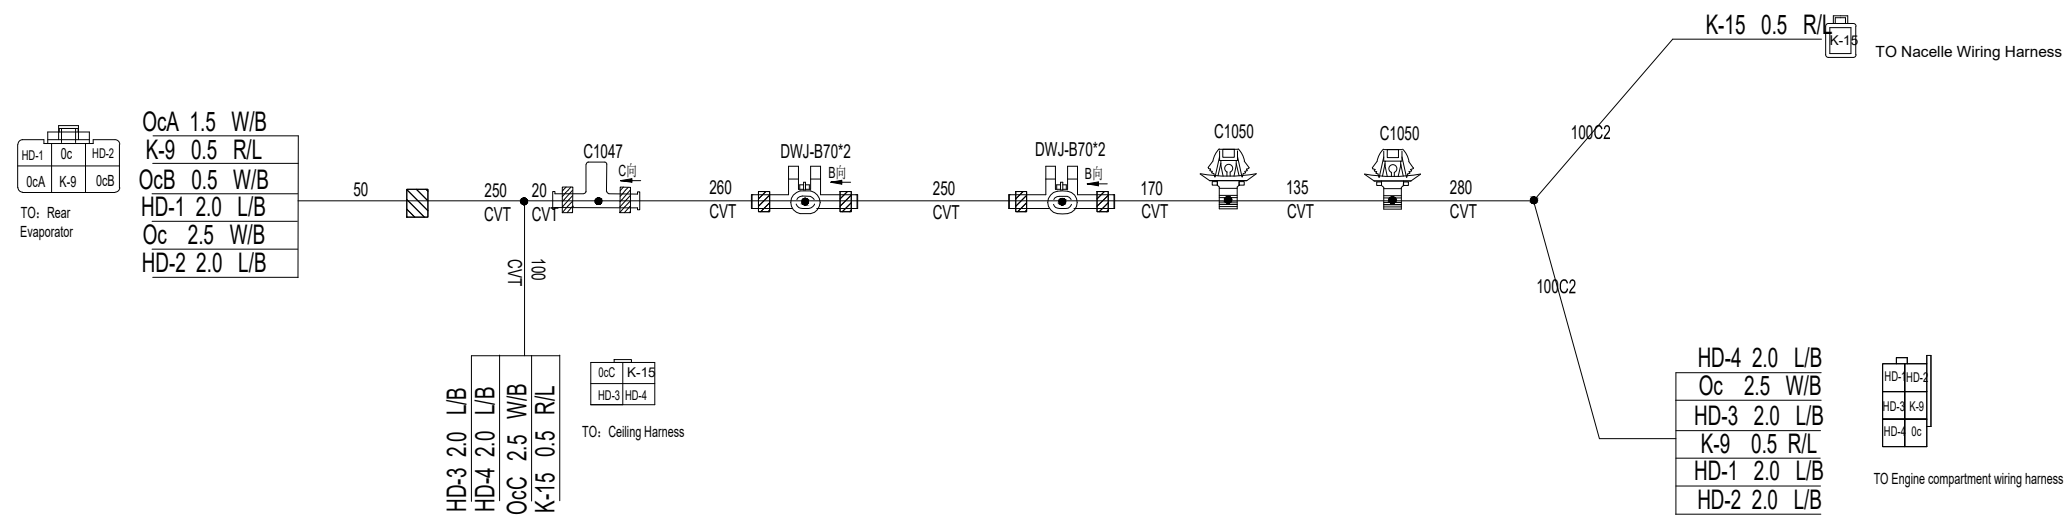 K-15 0.5 R/L
K-15
TO Nacelle Wiring Harness
OcA 1.5 W/B
K-9 0.5 R/L
OcB 0.5 W/B
HD-1 2.0 L/B
Oc 2.5 W/B
HD-2 2.0 L/B
HD-1 0c HD-2
0cA K-9 0cB
TO: Rear
Evaporator
50
250
CVT
20
CVT
C1047
C向
260
CVT
DWJ-B70*2
B向
250
CVT
DWJ-B70*2
B向
170
CVT
C1050
135
CVT
C1050
280
CVT
100C2
100C2
100
CVT
HD-3 2.0 L/B
HD-4 2.0 L/B
OcC 2.5 W/B
K-15 0.5 R/L
0cC K-15
HD-3 HD-4
TO: Ceiling Harness
HD-4 2.0 L/B
Oc 2.5 W/B
HD-3 2.0 L/B
K-9 0.5 R/L
HD-1 2.0 L/B
HD-2 2.0 L/B
HD-1 HD-2
HD-3 K-9
HD-4 0c
TO Engine compartment wiring harness